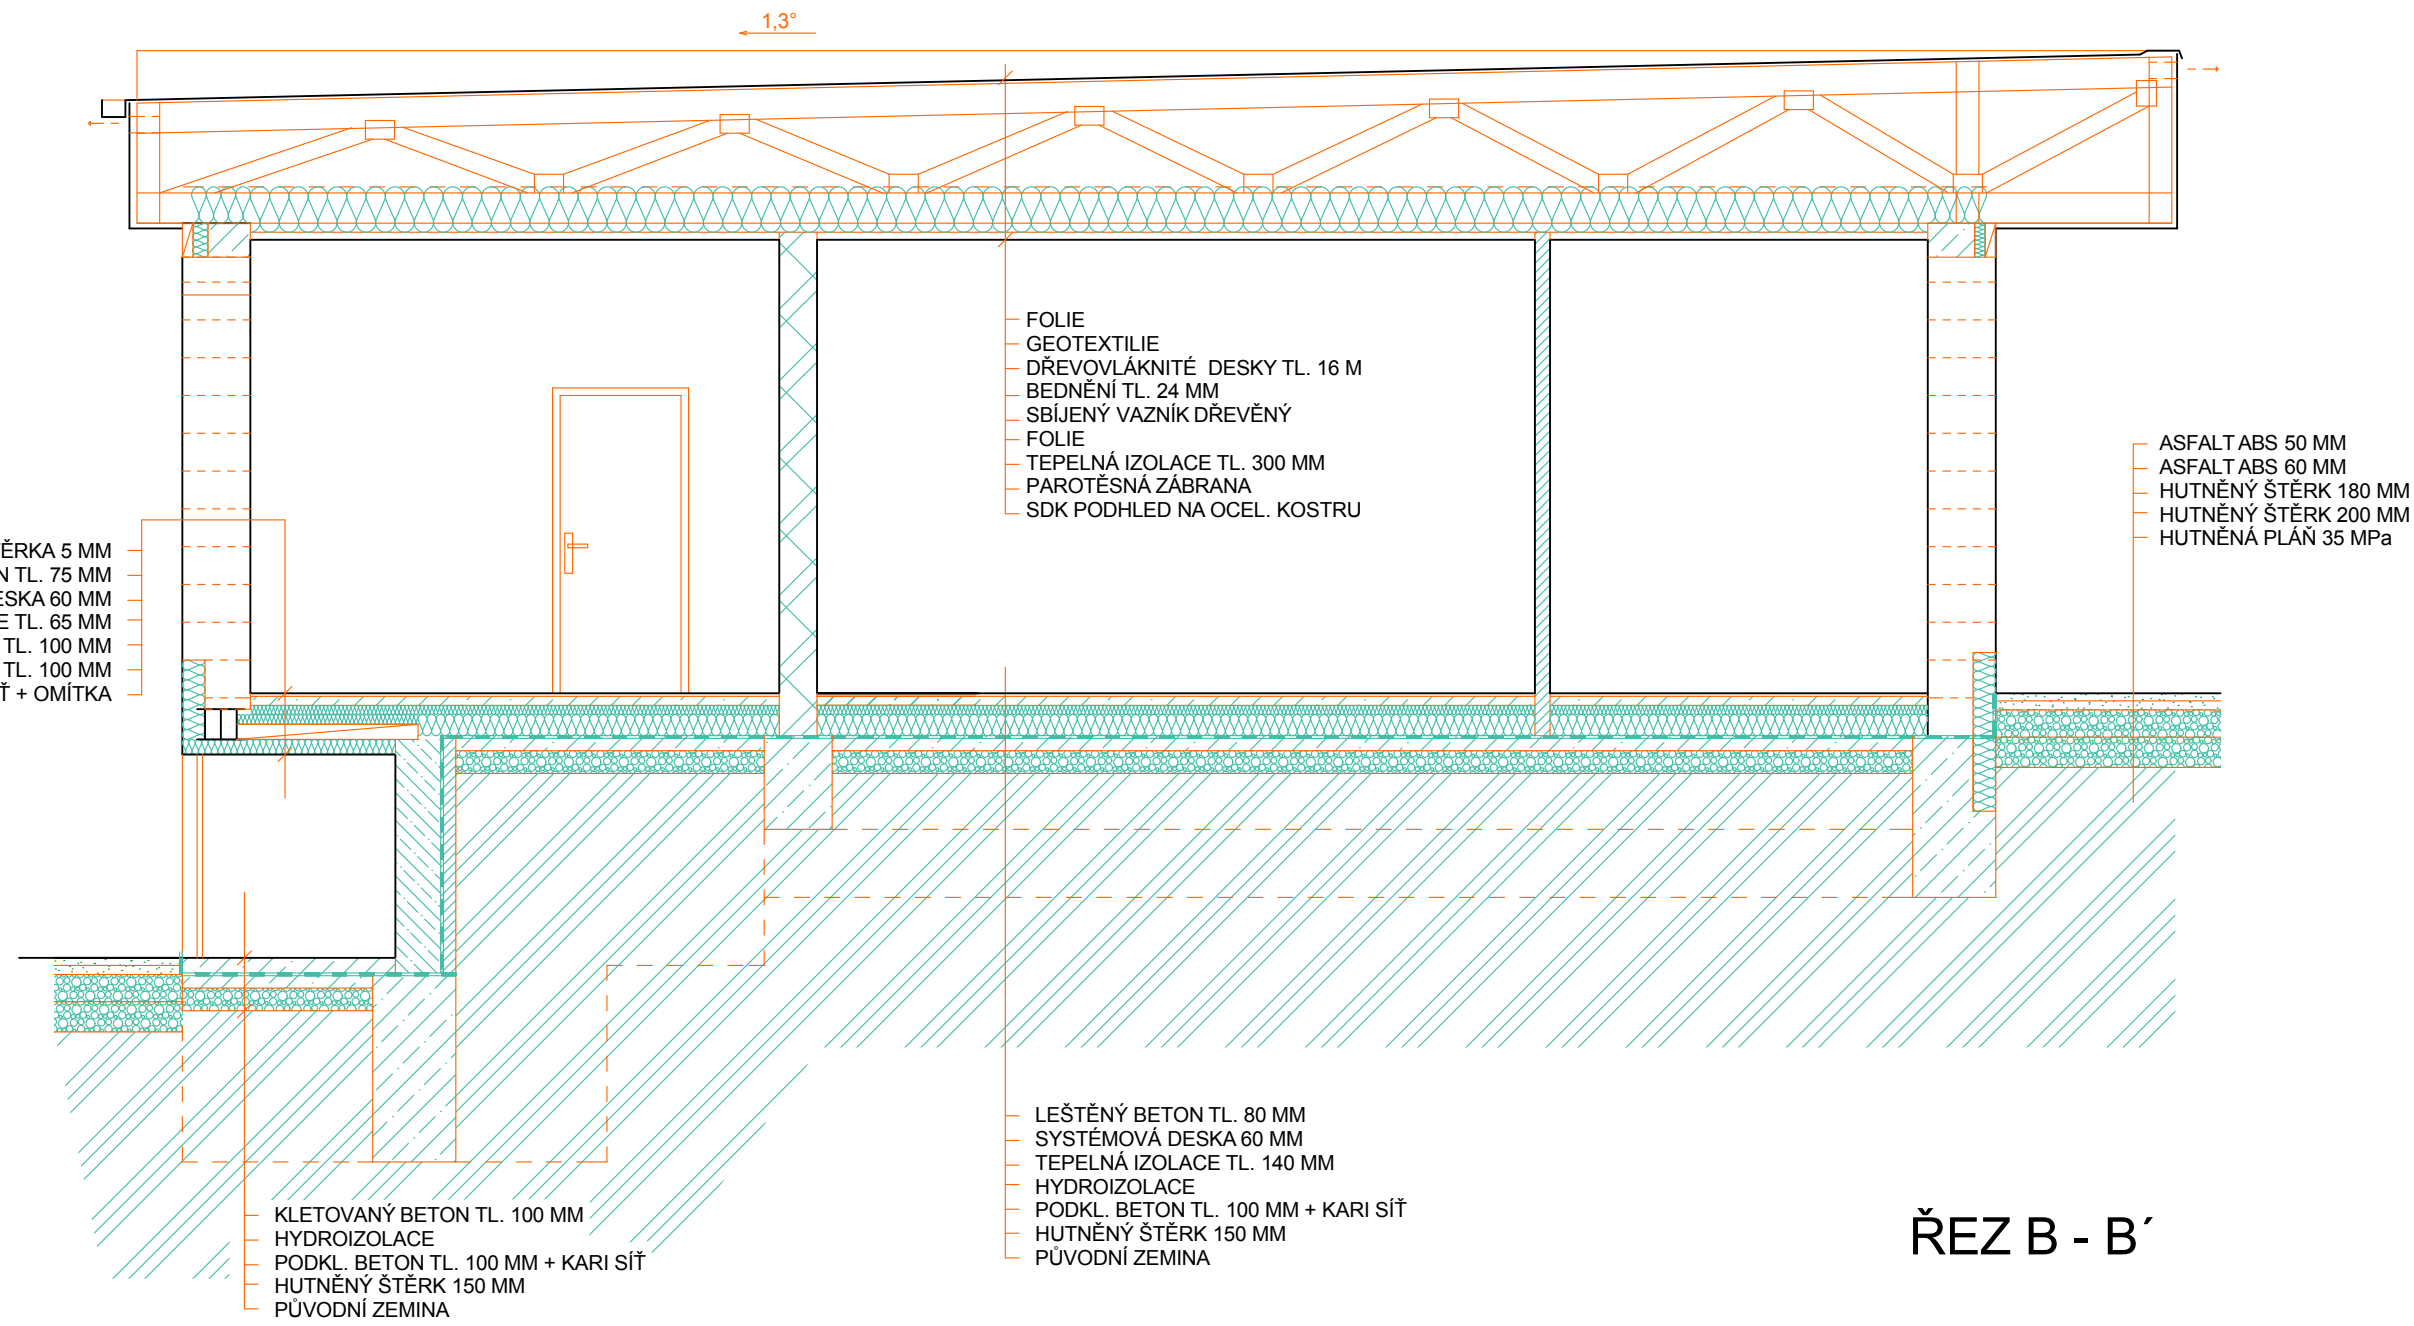 1,3°
FOLIE
GEOTEXTILIE
DŘEVOVLÁKNITÉ DESKY TL. 16 M
BEDNĚNÍ TL. 24 MM
SBÍJENÝ VAZNÍK DŘEVĚNÝ
FOLIE
TEPELNÁ IZOLACE TL. 300 MM
PAROTĚSNÁ ZÁBRANA
SDK PODHLED NA OCEL. KOSTRU
ASFALT ABS 50 MM
ASFALT ABS 60 MM
HUTNĚNÝ ŠTĚRK 180 MM
HUTNĚNÝ ŠTĚRK 200 MM
HUTNĚNÁ PLÁŇ 35 MPa
5 MM
TL. 75 MM
60 MM
TL. 65 MM
TL. 100 MM
TL. 100 MM
+ OMÍTKA
LEŠTĚNÝ BETON TL. 80 MM
SYSTÉMOVÁ DESKA 60 MM
TEPELNÁ IZOLACE TL. 140 MM
HYDROIZOLACE
PODKL. BETON TL. 100 MM + KARI SÍŤ
HUTNĚNÝ ŠTĚRK 150 MM
PŮVODNÍ ZEMINA
KLETOVANÝ BETON TL. 100 MM
HYDROIZOLACE
PODKL. BETON TL. 100 MM + KARI SÍŤ
HUTNĚNÝ ŠTĚRK 150 MM
PŮVODNÍ ZEMINA
ŘEZ B - B´